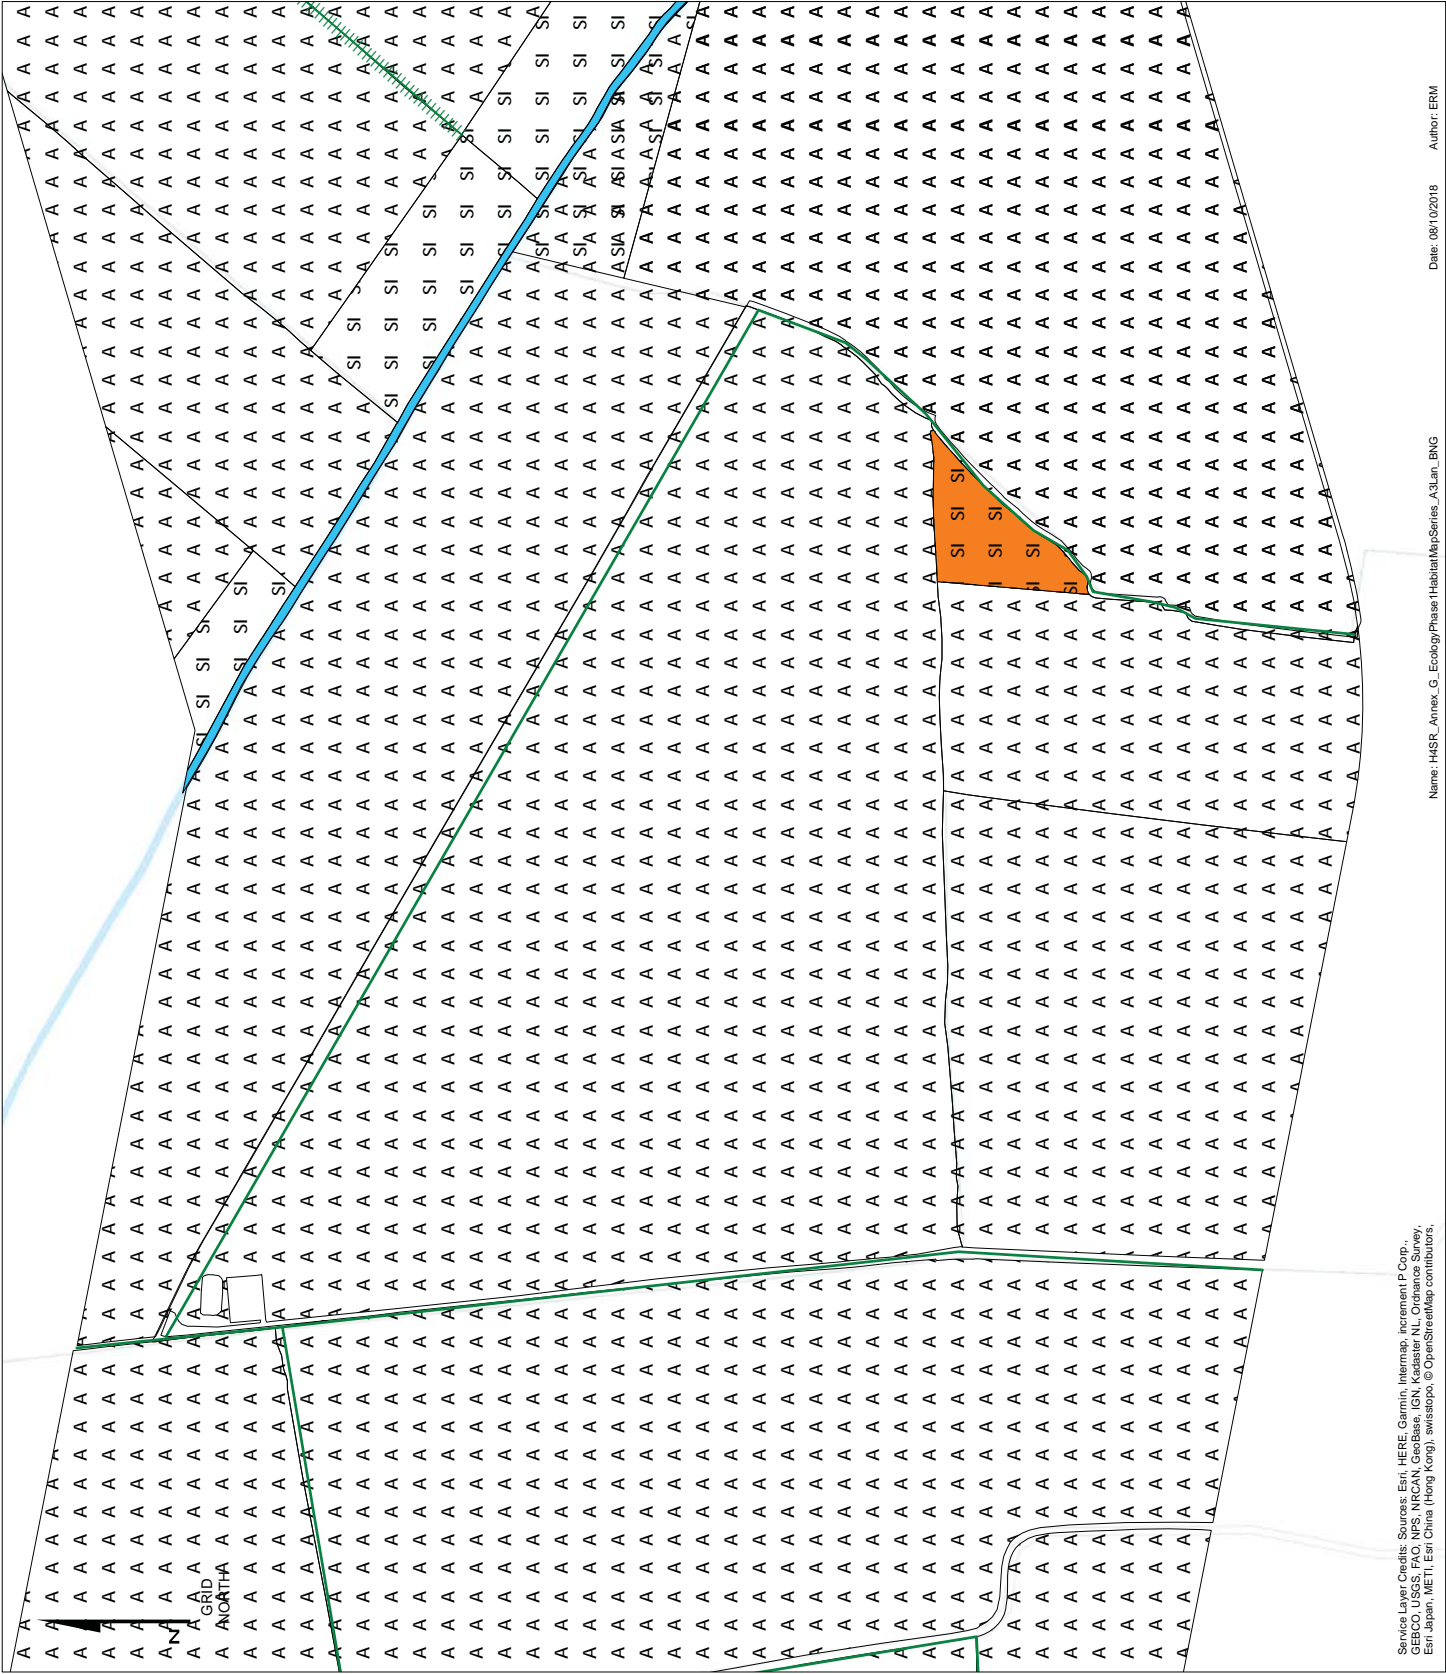 GRID
NORTH
N
SI
A
Service Layer Credits: Sources: Esri, HERE, Garmin, Intermap, increment P Corp.,
GEBCO, USGS, FAO, NPS, NRCAN, GeoBase, IGN, Kadaster NL, Ordnance Survey,
Esri Japan, METI, Esri China (Hong Kong), swisstopo, © OpenStreetMap contributors,
Name: H4SR_Annex_G_EcologyPhase1HabitatMapSeries_A3Lan_BNG
Date: 08/10/2018
Author: ERM